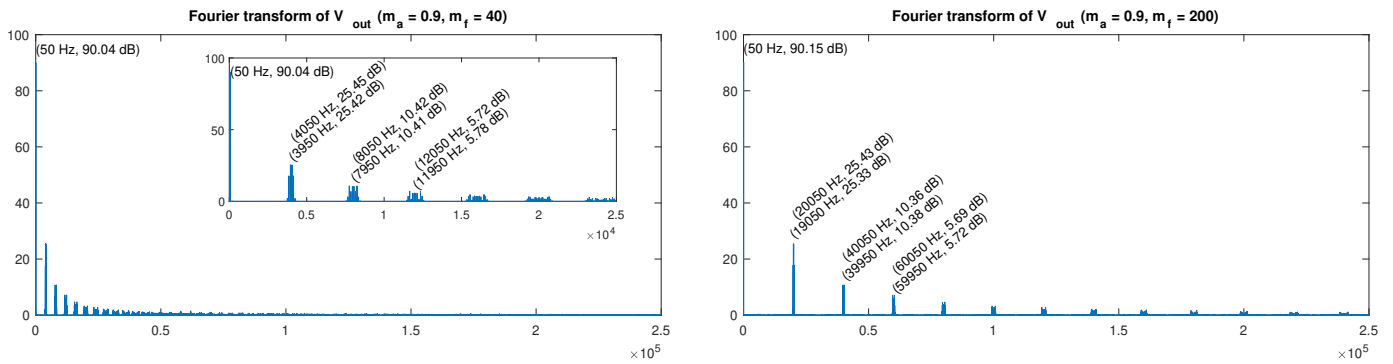 Fourier transform of V out (m a = 0.9, m f = 40)
100
80
60
40
20
0
(50 Hz, 90.04 dB)
0
0.5
1
1.5
2
2.5
×10 5
100
50
0
(50 Hz, 90.04 dB)
(4050 Hz, 25.45 dB)
(3950 Hz, 25.42 dB)
(8050 Hz, 10.42 dB)
(7950 Hz, 10.41 dB)
(12050 Hz, 5.72 dB)
(11950 Hz, 5.78 dB)
0
0.5
1
1.5
2
2.5
×10 4
Fourier transform of V out (m a = 0.9, m f = 200)
100
80
60
40
20
0
(50 Hz, 90.15 dB)
(20050 Hz, 25.43 dB)
(19050 Hz, 25.33 dB)
(40050 Hz, 10.36 dB)
(39950 Hz, 10.38 dB)
(60050 Hz, 5.69 dB)
(59950 Hz, 5.72 dB)
0
0.5
1
1.5
2
2.5
×10 5